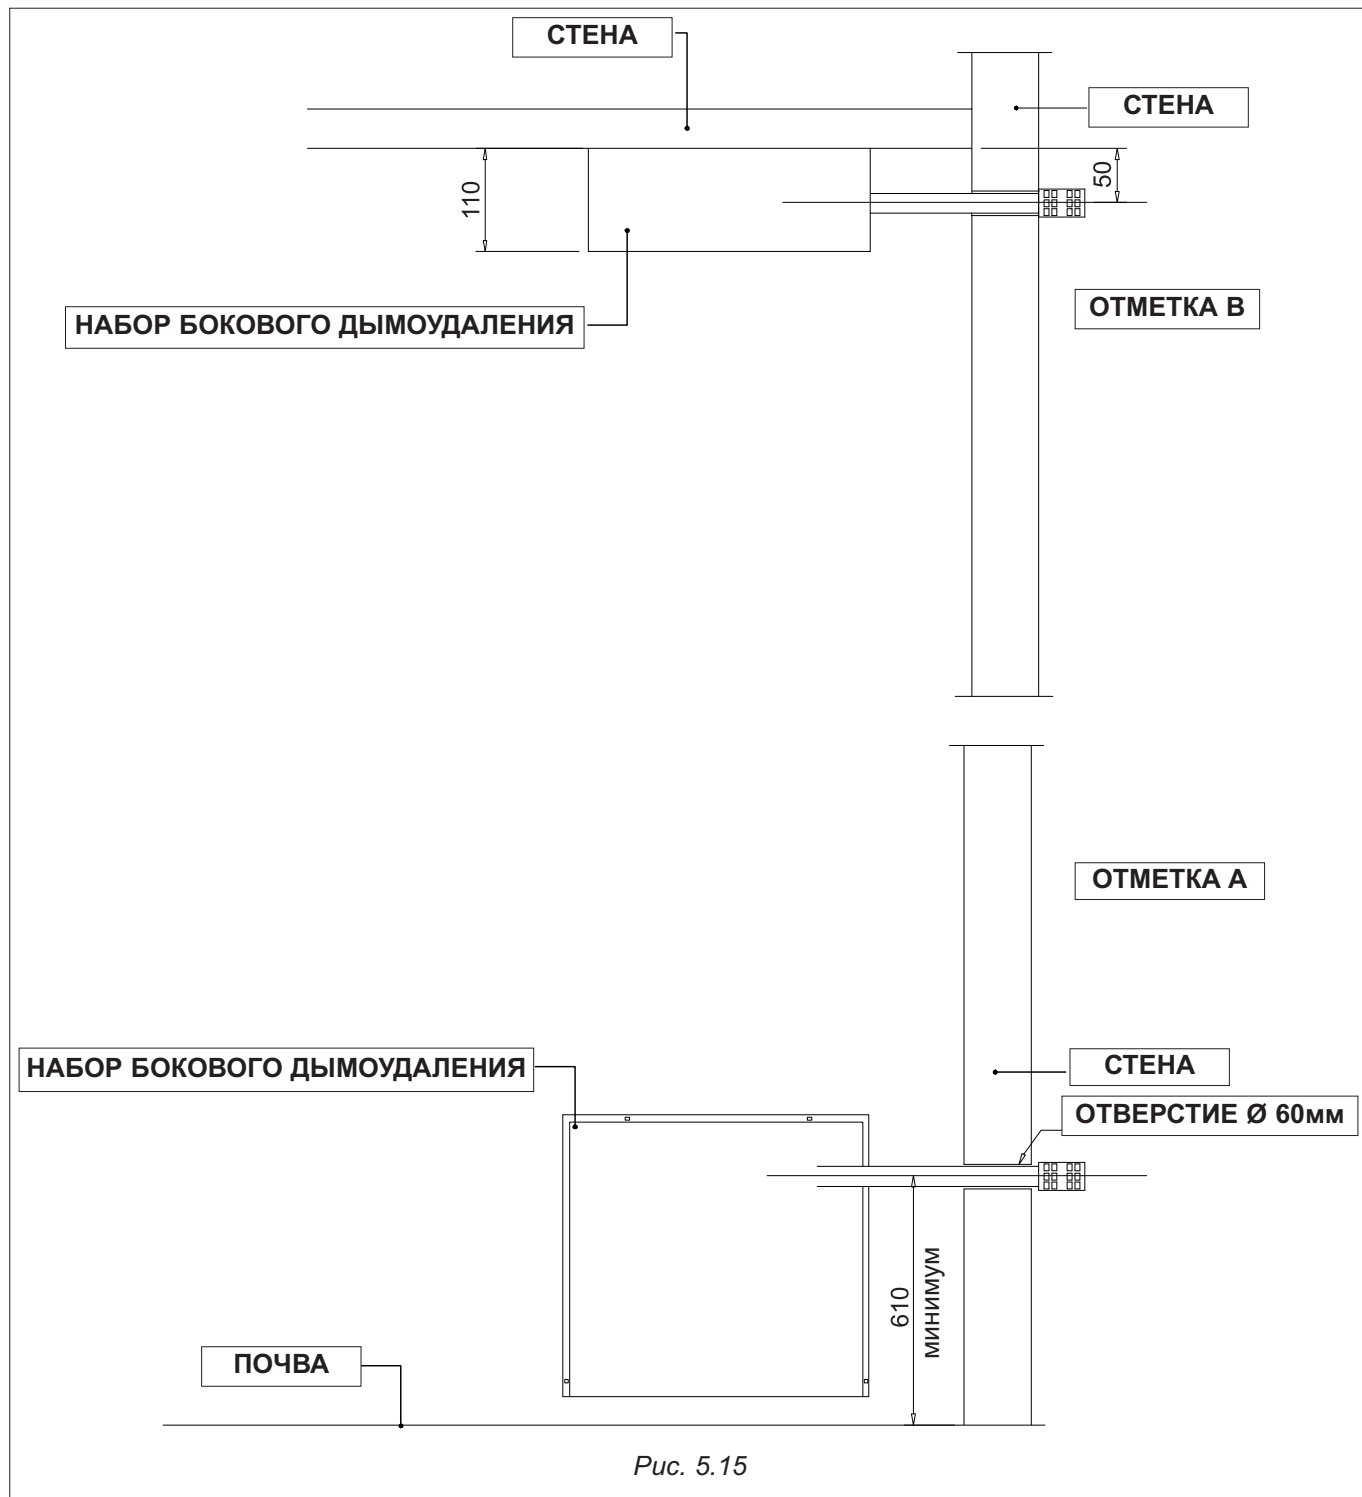 СТЕНА
СТЕНА
110
50
НАБОР БОКОВОГО ДЫМОУДАЛЕНИЯ
ОТМЕТКА В
ОТМЕТКА А
НАБОР БОКОВОГО ДЫМОУДАЛЕНИЯ
СТЕНА
ОТВЕРСТИЕ Ø 60мм
610
минимум
ПОЧВА
Рис. 5.15